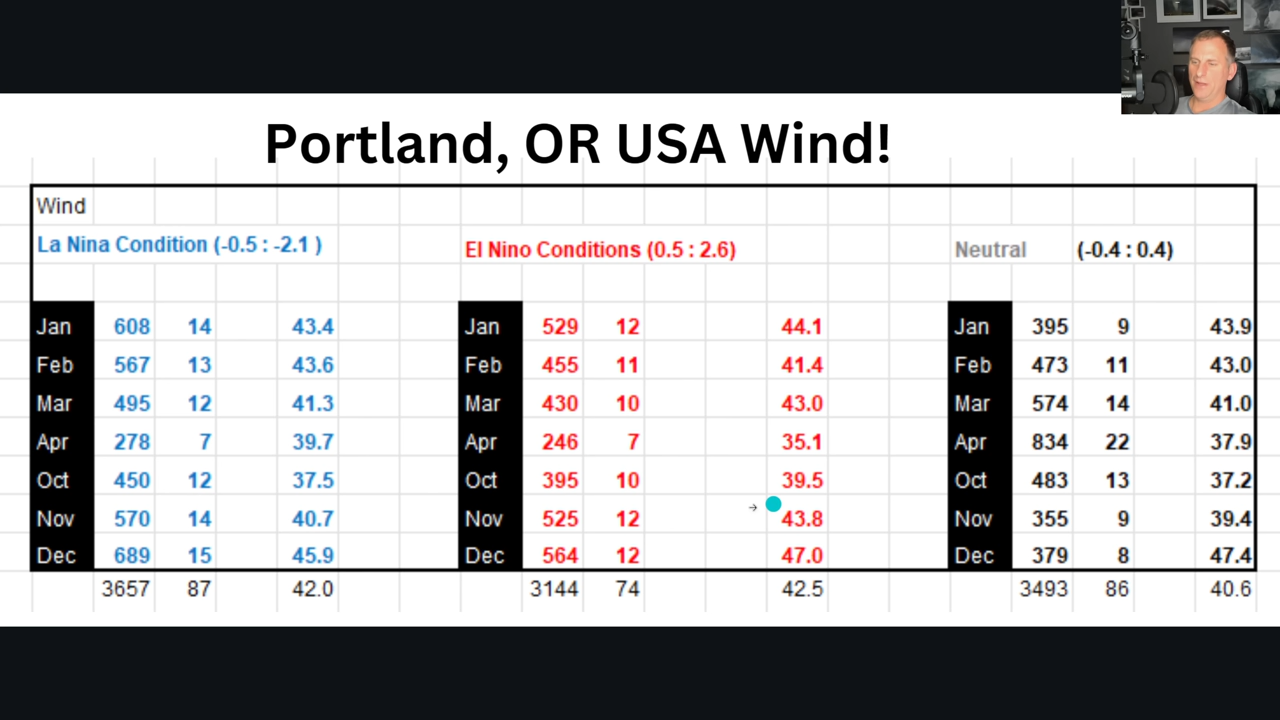 Portland, OR USA Wind!
Wind
La Nina Condition (-0.5 : -2.1 ) El Nino Conditions (0.5 : 2.6) Neutral (-0.4 : 0.4)
Jan 608 14 43.4 Jan 529 12 44.1 Jan 395 9 43.9
Feb 567 13 43.6 Feb 455 11 41.4 Feb 473 11 43.0
Mar 495 12 41.3 Mar 430 10 43.0 Mar 574 14 41.0
Apr 278 7 39.7 Apr 246 7 35.1 Apr 834 22 37.9
Oct 450 12 37.5 Oct 395 10 39.5 Oct 483 13 37.2
Nov 570 14 40.7 Nov 525 12 43.8 Nov 355 9 39.4
Dec 689 15 45.9 Dec 564 12 47.0 Dec 379 8 47.4
3657 87 42.0 3144 74 42.5 3493 86 40.6